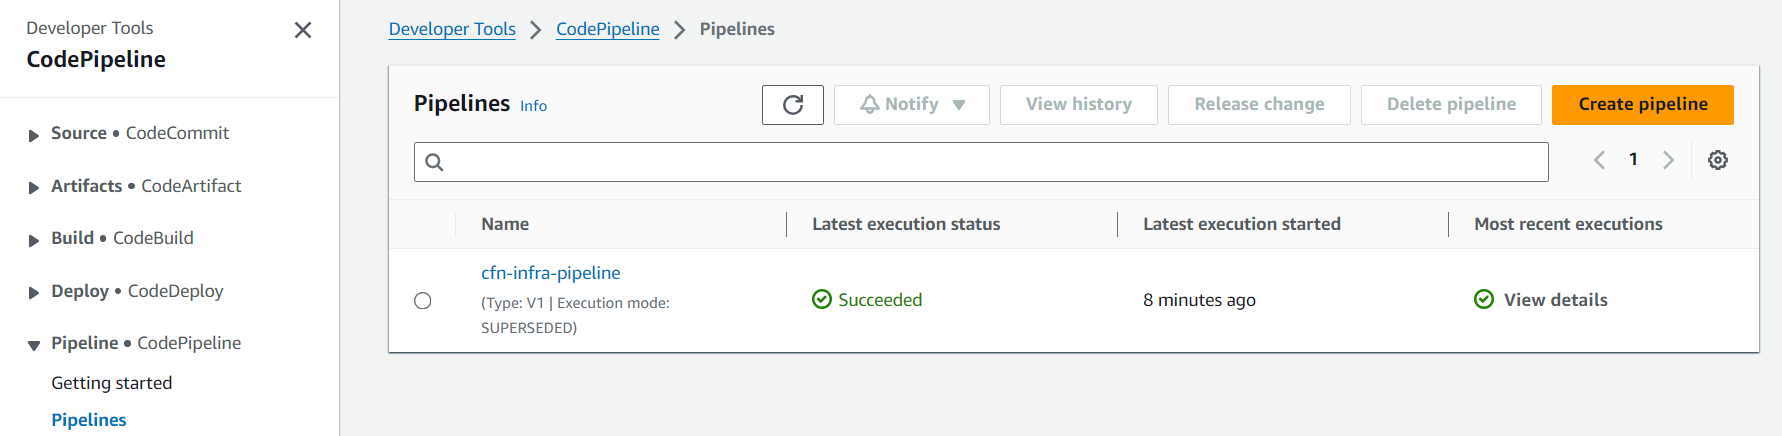 Developer Tools
CodePipeline
Source • CodeCommit
Artifacts • CodeArtifact
Build • CodeBuild
Deploy • CodeDeploy
Pipeline • CodePipeline
Getting started
Pipelines
Developer Tools > CodePipeline > Pipelines
Pipelines Info Notify View history Release change Delete pipeline Create pipeline
1
Name Latest execution status Latest execution started Most recent executions
cfn-infra-pipeline
(Type: V1 | Execution mode:
SUPERSEDED)
Succeeded 8 minutes ago View details